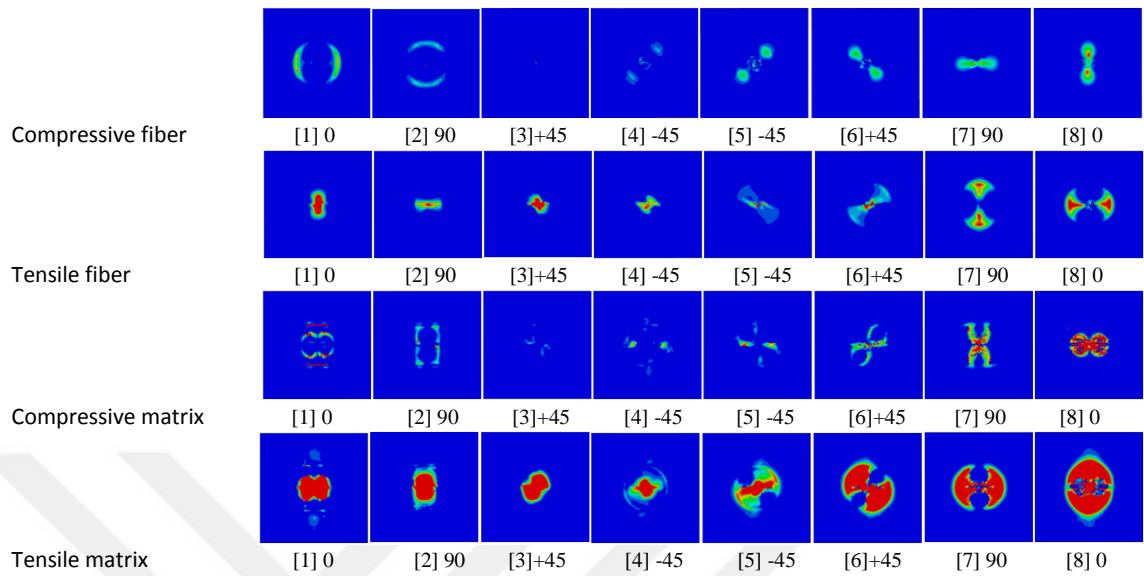 Compressive fiber [1] 0 [2] 90 [3]+45 [4] -45 [5] -45 [6]+45 [7] 90 [8] 0
Tensile fiber [1] 0 [2] 90 [3]+45 [4] -45 [5] -45 [6]+45 [7] 90 [8] 0
Compressive matrix [1] 0 [2] 90 [3]+45 [4] -45 [5] -45 [6]+45 [7] 90 [8] 0
Tensile matrix [1] 0 [2] 90 [3]+45 [4] -45 [5] -45 [6]+45 [7] 90 [8] 0